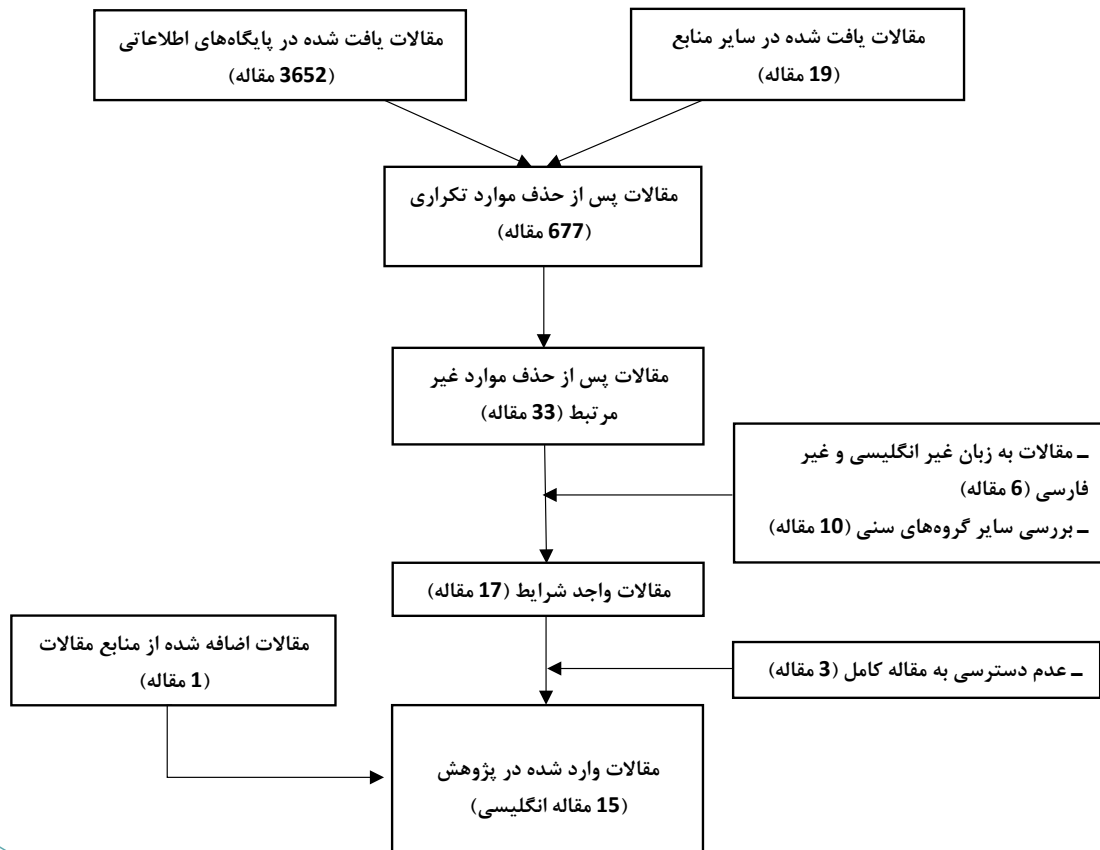 مقالات یافت شده در سایر منابع
(19 مقاله)
مقالات یافت شده در پایگاه‌های اطلاعاتی
(3652 مقاله)
مقالات پس از حذف موارد تکراری
(677 مقاله)
مقالات پس از حذف موارد غیر
مرتبط (33 مقاله)
ـ مقالات به زبان غیر انگلیسی و غیر
فارسی (6 مقاله)
ـ بررسی سایر گروه‌های سنی (10 مقاله)
مقالات واجد شرایط (17 مقاله)
ـ عدم دسترسی به مقاله کامل (3 مقاله)
مقالات اضافه شده از منابع مقالات
(1 مقاله)
مقالات وارد شده در پژوهش
(15 مقاله انگلیسی)